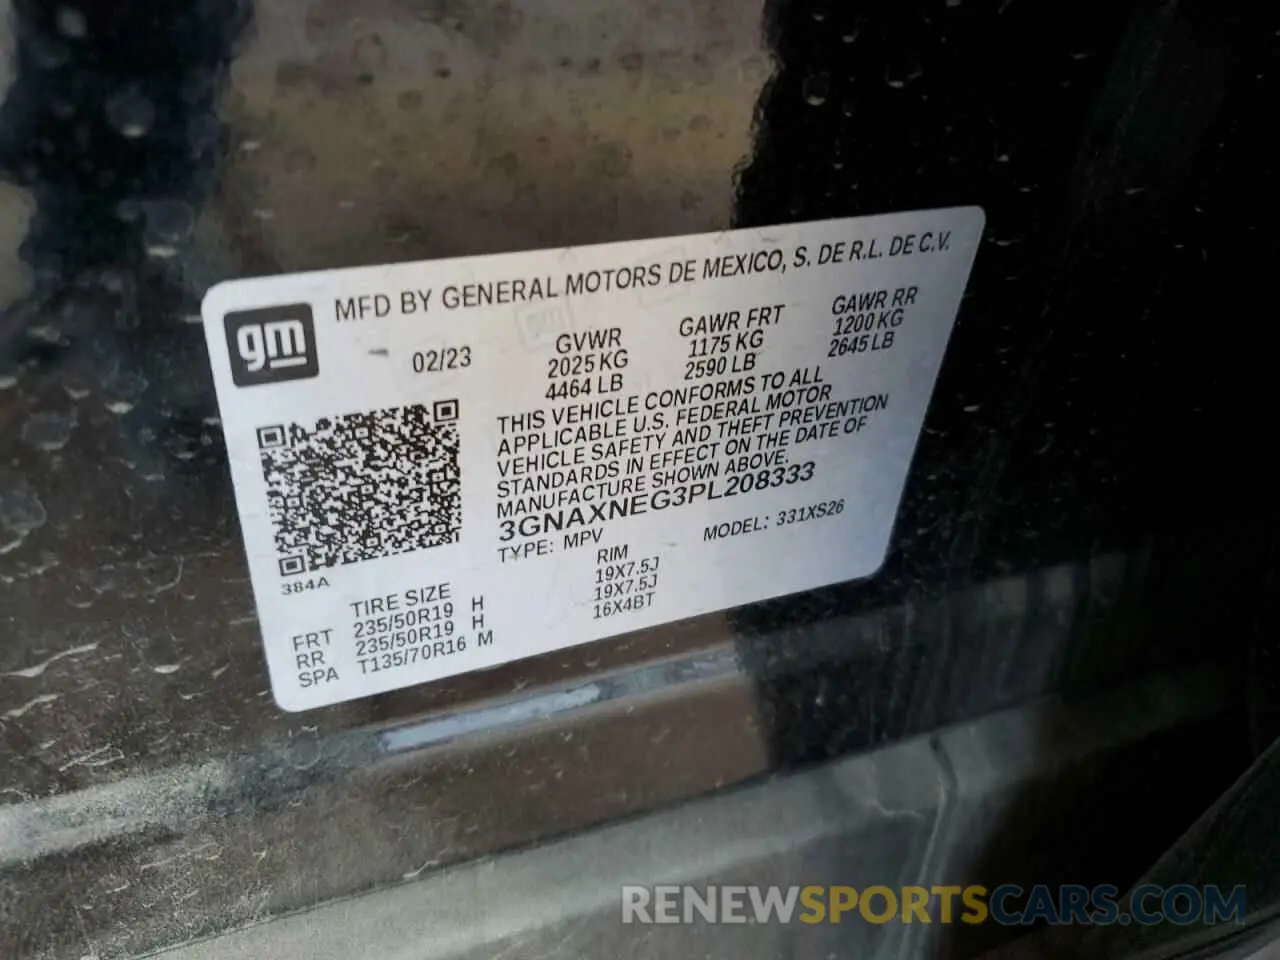 MFD BY GENERAL MOTORS DE MEXICO, S. DE R.L. DE C.V.
gm
02/23
GVWR GAWR FRT GAWR RR
2025 KG 1175 KG 1200 KG
4464 LB 2590 LB 2645 LB
THIS VEHICLE CONFORMS TO ALL
APPLICABLE U.S. FEDERAL MOTOR
VEHICLE SAFETY AND THEFT PREVENTION
STANDARDS IN EFFECT ON THE DATE OF
MANUFACTURE SHOWN ABOVE.
3GNAXNEG3PL208333
TYPE: MPV MODEL: 331XS26
384A
TIRE SIZE RIM
FRT 235/50R19 H 19X7.5J
RR 235/50R19 H 19X7.5J
SPA T135/70R16 M 16X4BT
RENEWSPORTSCARS.COM